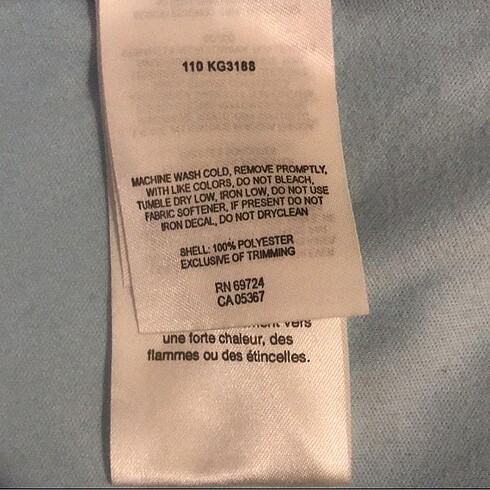 110 KG3188
MACHINE WASH COLD, REMOVE PROMPTLY,
WITH LIKE COLORS, DO NOT BLEACH,
TUMBLE DRY LOW, IRON LOW, DO NOT USE
FABRIC SOFTENER, IF PRESENT DO NOT
IRON DECAL, DO NOT DRYCLEAN
SHELL: 100% POLYESTER
EXCLUSIVE OF TRIMMING
RN 69724
CA 05367
vers
une forte chaleur, des
flammes ou des étincelles.